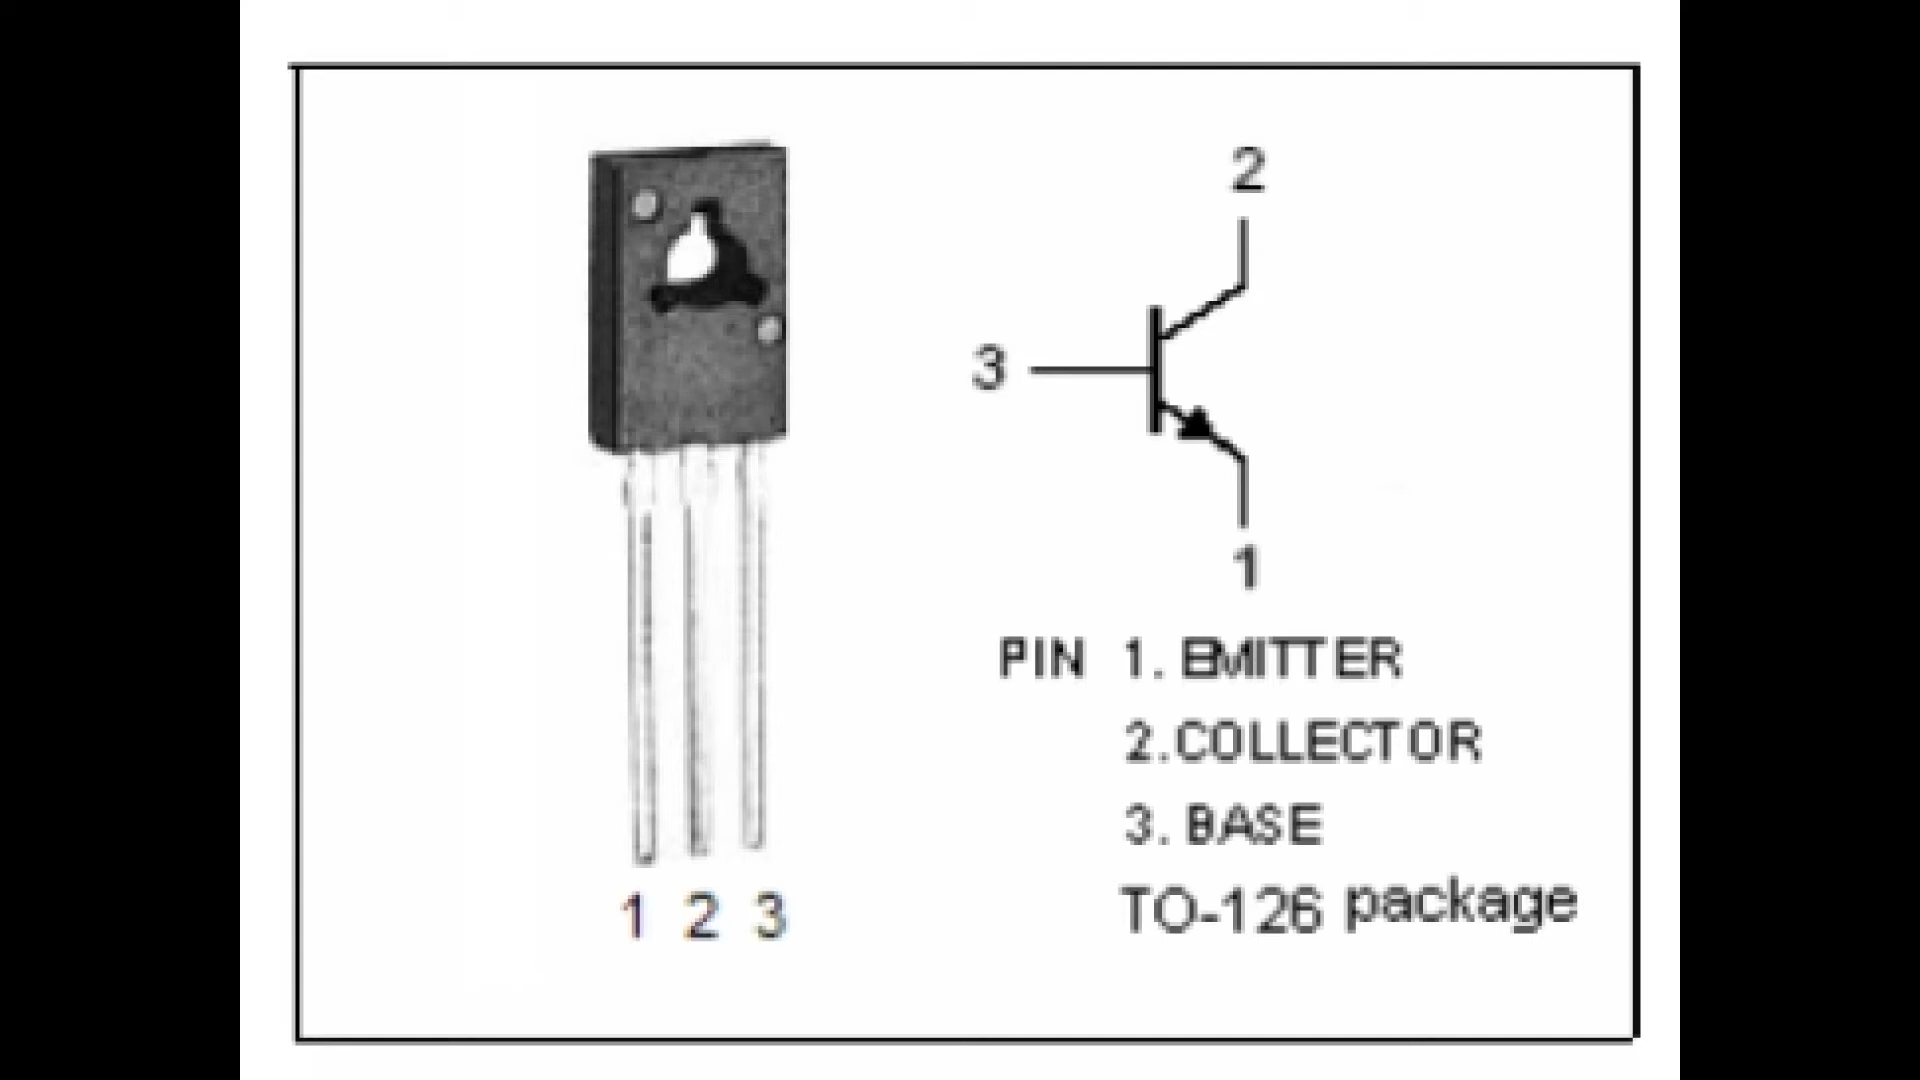 2
3
1
PIN 1. EMITTER
2.COLLECTOR
3. BASE
TO-126 package
1 2 3